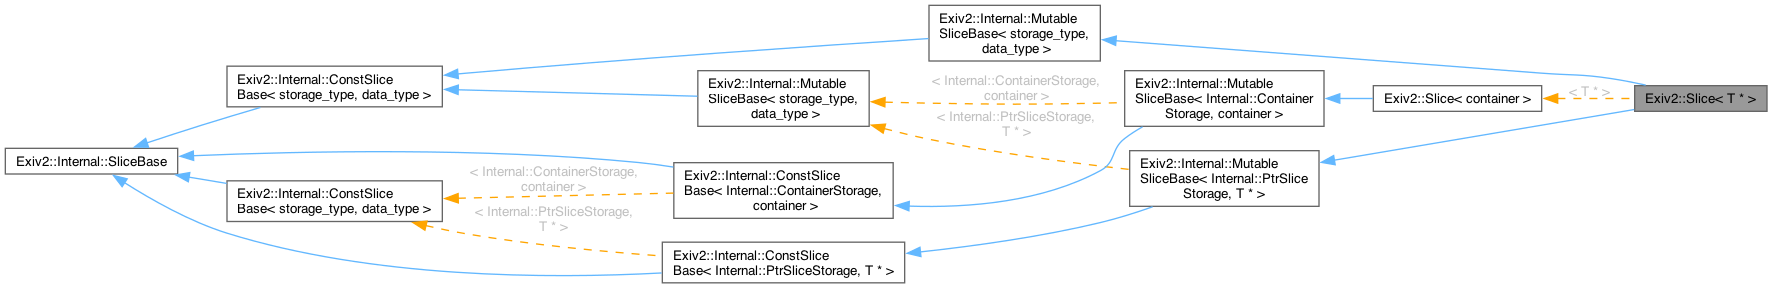 Exiv2::Internal::Mutable
SliceBase< storage_type,
data_type >
Exiv2::Internal::ConstSlice
Base< storage_type, data_type >
Exiv2::Internal::Mutable
SliceBase< storage_type,
data_type >
< Internal::ContainerStorage,
container >
< Internal::PtrSliceStorage,
T * >
Exiv2::Internal::Mutable
SliceBase< Internal::Container
Storage, container >
Exiv2::Slice< container >
< T * >
Exiv2::Slice< T * >
Exiv2::Internal::SliceBase
Exiv2::Internal::ConstSlice
Base< storage_type, data_type >
< Internal::ContainerStorage,
container >
< Internal::PtrSliceStorage,
T * >
Exiv2::Internal::ConstSlice
Base< Internal::ContainerStorage,
container >
Exiv2::Internal::Mutable
SliceBase< Internal::PtrSlice
Storage, T * >
Exiv2::Internal::ConstSlice
Base< Internal::PtrSliceStorage, T * >